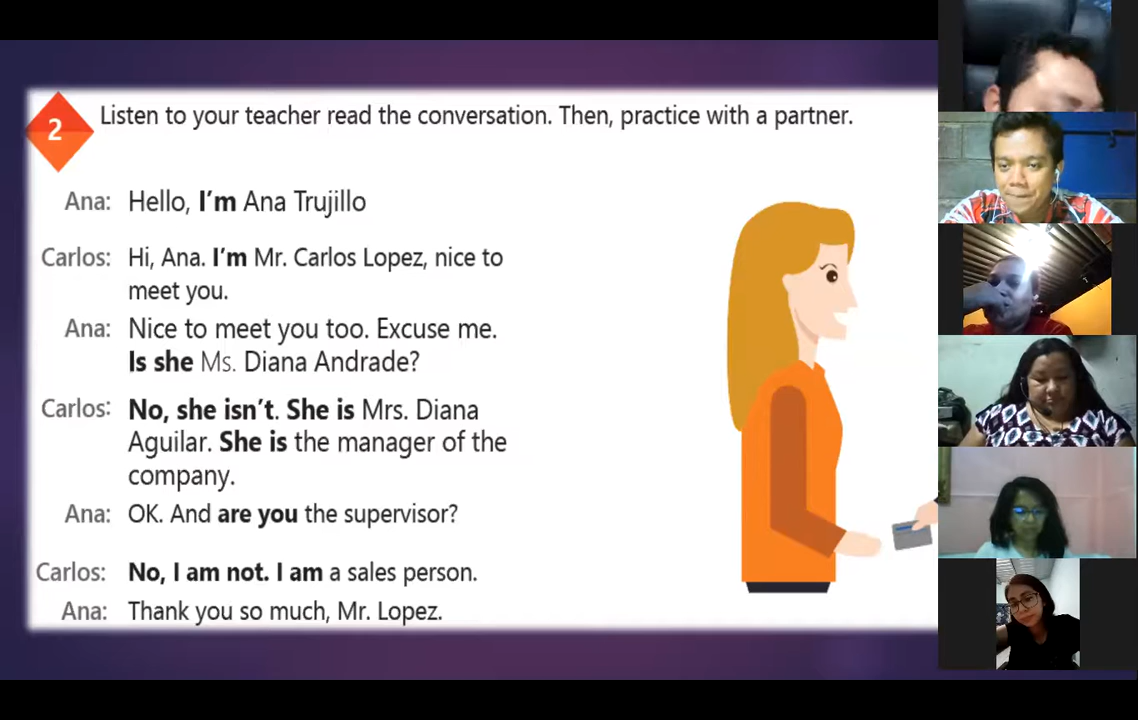 2
Listen to your teacher read the conversation. Then, practice with a partner.
Ana: Hello, I'm Ana Trujillo
Carlos: Hi, Ana. I'm Mr. Carlos Lopez, nice to
meet you.
Ana: Nice to meet you too. Excuse me.
Is she Ms. Diana Andrade?
Carlos: No, she isn't. She is Mrs. Diana
Aguilar. She is the manager of the
company.
Ana: OK. And are you the supervisor?
Carlos: No, I am not. I am a sales person.
Ana: Thank you so much, Mr. Lopez.